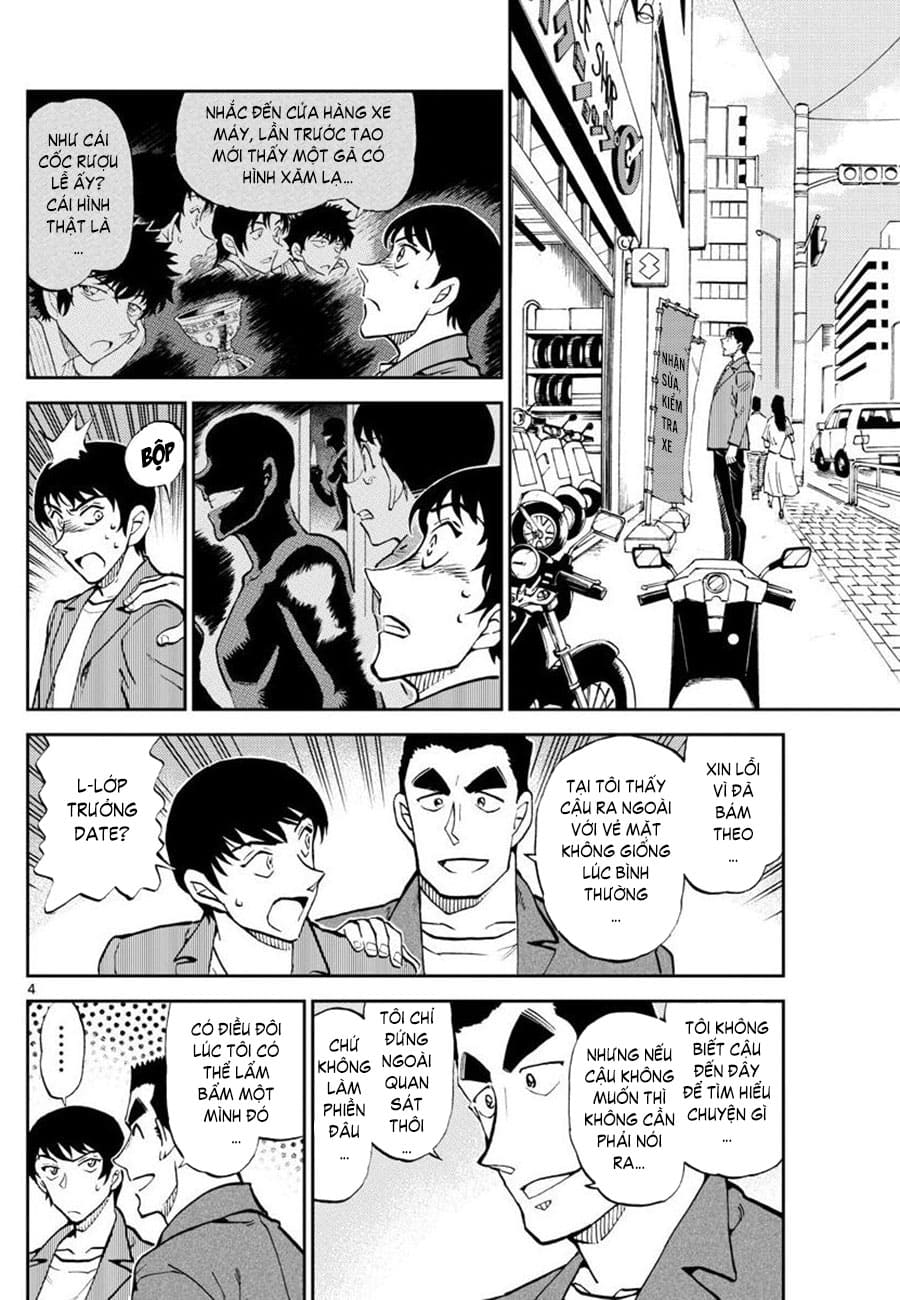 NHẬN
SỬA,
KIỂM
TRA
XE
NHẮC ĐẾN CỬA HÀNG XE
MÁY, LẦN TRƯỚC TAO
MỚI THẤY MỘT GÃ CÓ
HÌNH XĂM LẠ...
NHƯ CÁI
CỐC RƯỢU
LỄ ẤY?
CÁI HÌNH
THẬT LÀ
...
BỘP
XIN LỖI
VÌ ĐÃ
BÁM
THEO
...
TẠI TÔI THẤY
CẬU RA NGOÀI
VỚI VẺ MẶT
KHÔNG GIỐNG
LÚC BÌNH
THƯỜNG
...
L-LỚP
TRƯỞNG
DATE?
4
TÔI KHÔNG
BIẾT CẬU
ĐẾN ĐÂY
ĐỂ TÌM HIỂU
CHUYỆN GÌ
...
NHƯNG NẾU
CẬU KHÔNG
MUỐN THÌ
KHÔNG CẦN
PHẢI NÓI
RA...
TÔI CHỈ
ĐỨNG
NGOÀI
QUAN
SÁT
THÔI
...
CHỨ
KHÔNG
LÀM
PHIỀN
ĐÂU
...
CÓ ĐIỀU ĐÔI
LÚC TÔI CÓ
THỂ LẨM
BẨM MỘT
MÌNH ĐÓ
...
......